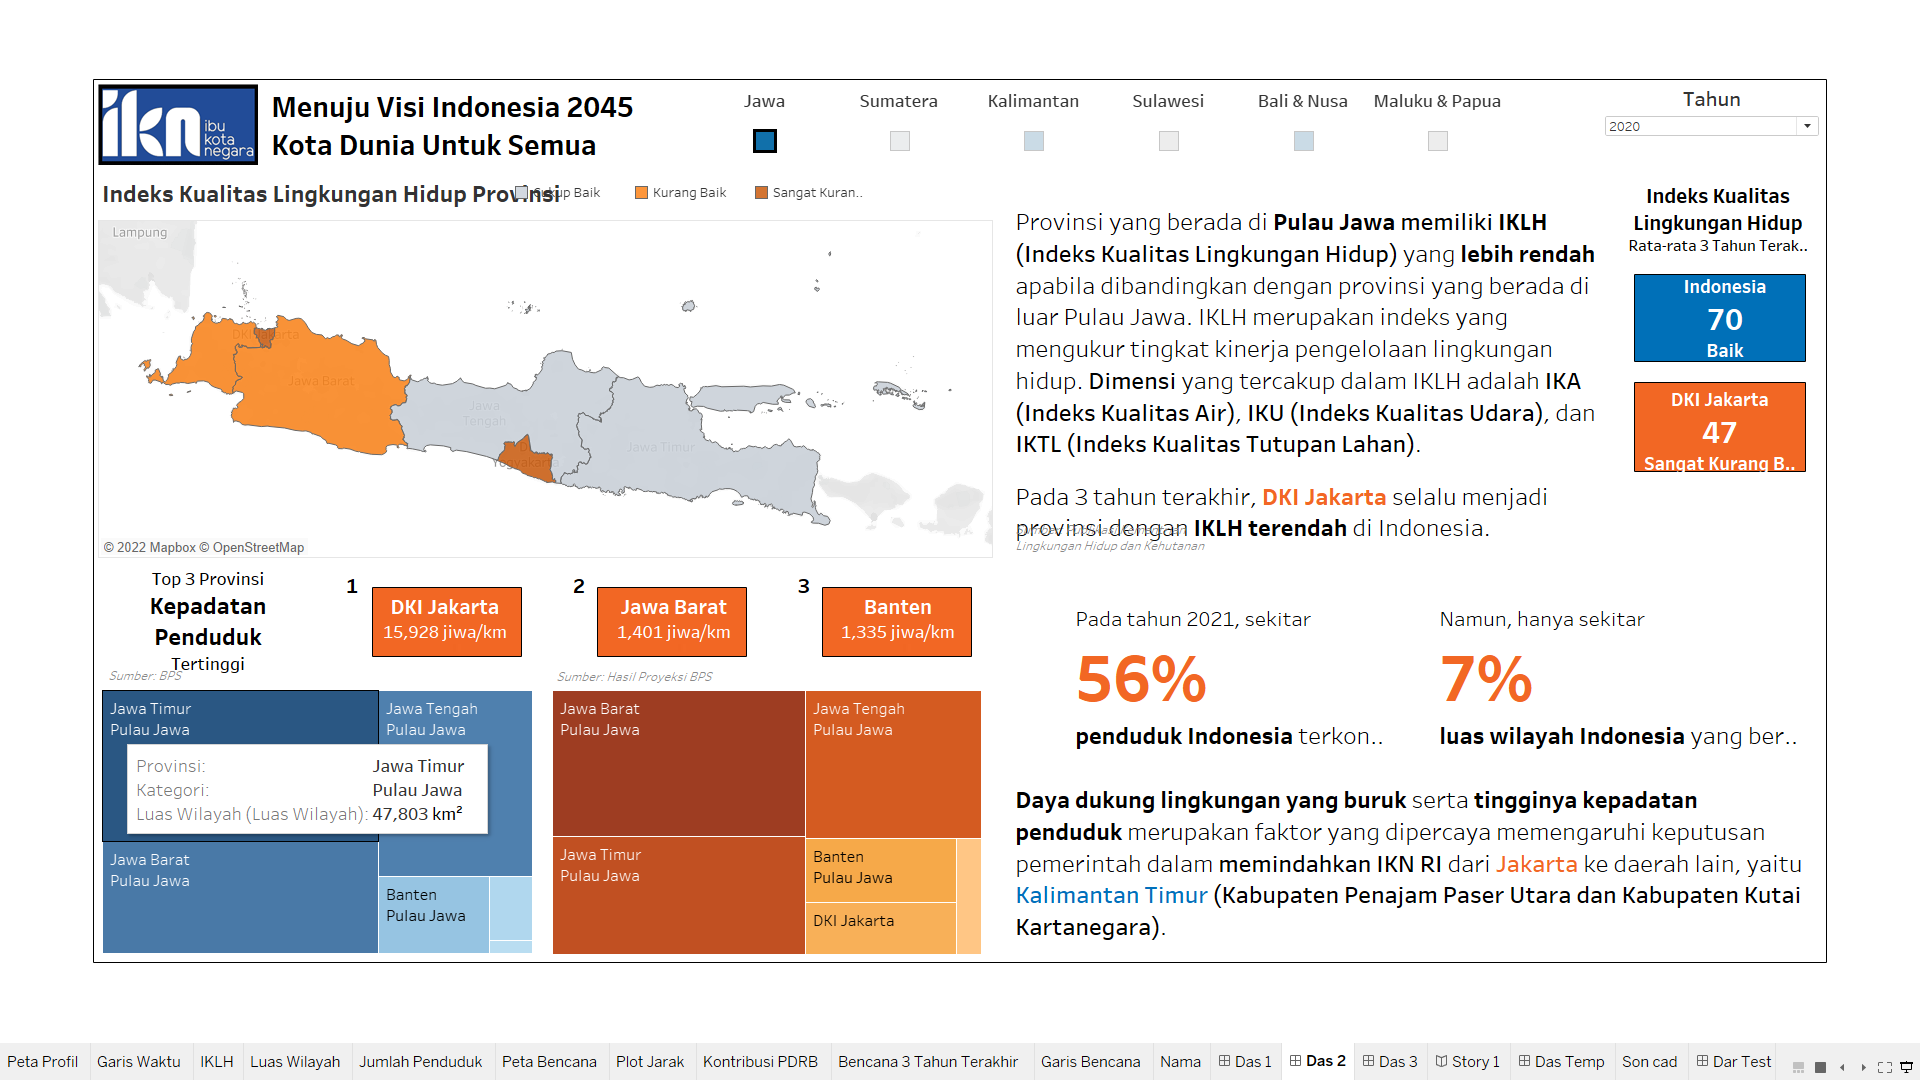 ikn ibu
kota
negara
Menuju Visi Indonesia 2045
Kota Dunia Untuk Semua
Jawa
Sumatera
Kalimantan
Sulawesi
Bali & Nusa
Maluku & Papua
Tahun
2020
Indeks Kualitas Lingkungan Hidup Provinsi
Cukup Baik
Kurang Baik
Sangat Kuran..
Lampung
DKI Jakarta
Jawa Barat
Jawa
Tengah
DI
Yogyakarta
Jawa Timur
© 2022 Mapbox © OpenStreetMap
Provinsi yang berada di Pulau Jawa memiliki IKLH
(Indeks Kualitas Lingkungan Hidup) yang lebih rendah
apabila dibandingkan dengan provinsi yang berada di
luar Pulau Jawa. IKLH merupakan indeks yang
mengukur tingkat kinerja pengelolaan lingkungan
hidup. Dimensi yang tercakup dalam IKLH adalah IKA
(Indeks Kualitas Air), IKU (Indeks Kualitas Udara), dan
IKTL (Indeks Kualitas Tutupan Lahan).
Pada 3 tahun terakhir, DKI Jakarta selalu menjadi
provinsi dengan IKLH terendah di Indonesia.
Lingkungan Hidup dan Kehutanan
Indeks Kualitas
Lingkungan Hidup
Rata-rata 3 Tahun Terak..
Indonesia
70
Baik
DKI Jakarta
47
Sangat Kurang B..
Top 3 Provinsi
Kepadatan
Penduduk
Tertinggi
1
DKI Jakarta
15,928 jiwa/km
2
Jawa Barat
1,401 jiwa/km
3
Banten
1,335 jiwa/km
Sumber: BPS
Jawa Timur
Pulau Jawa
Jawa Tengah
Pulau Jawa
Provinsi: Jawa Timur
Kategori: Pulau Jawa
Luas Wilayah (Luas Wilayah): 47,803 km²
Jawa Barat
Pulau Jawa
Banten
Pulau Jawa
Sumber: Hasil Proyeksi BPS
Jawa Barat
Pulau Jawa
Jawa Tengah
Pulau Jawa
Jawa Timur
Pulau Jawa
Banten
Pulau Jawa
DKI Jakarta
Pada tahun 2021, sekitar
56%
penduduk Indonesia terkon..
Namun, hanya sekitar
7%
luas wilayah Indonesia yang ber..
Daya dukung lingkungan yang buruk serta tingginya kepadatan
penduduk merupakan faktor yang dipercaya memengaruhi keputusan
pemerintah dalam memindahkan IKN RI dari Jakarta ke daerah lain, yaitu
Kalimantan Timur (Kabupaten Penajam Paser Utara dan Kabupaten Kutai
Kartanegara).
Peta Profil
Garis Waktu
IKLH
Luas Wilayah
Jumlah Penduduk
Peta Bencana
Plot Jarak
Kontribusi PDRB
Bencana 3 Tahun Terakhir
Garis Bencana
Nama
Das 1
Das 2
Das 3
Story 1
Das Temp
Son cad
Dar Test